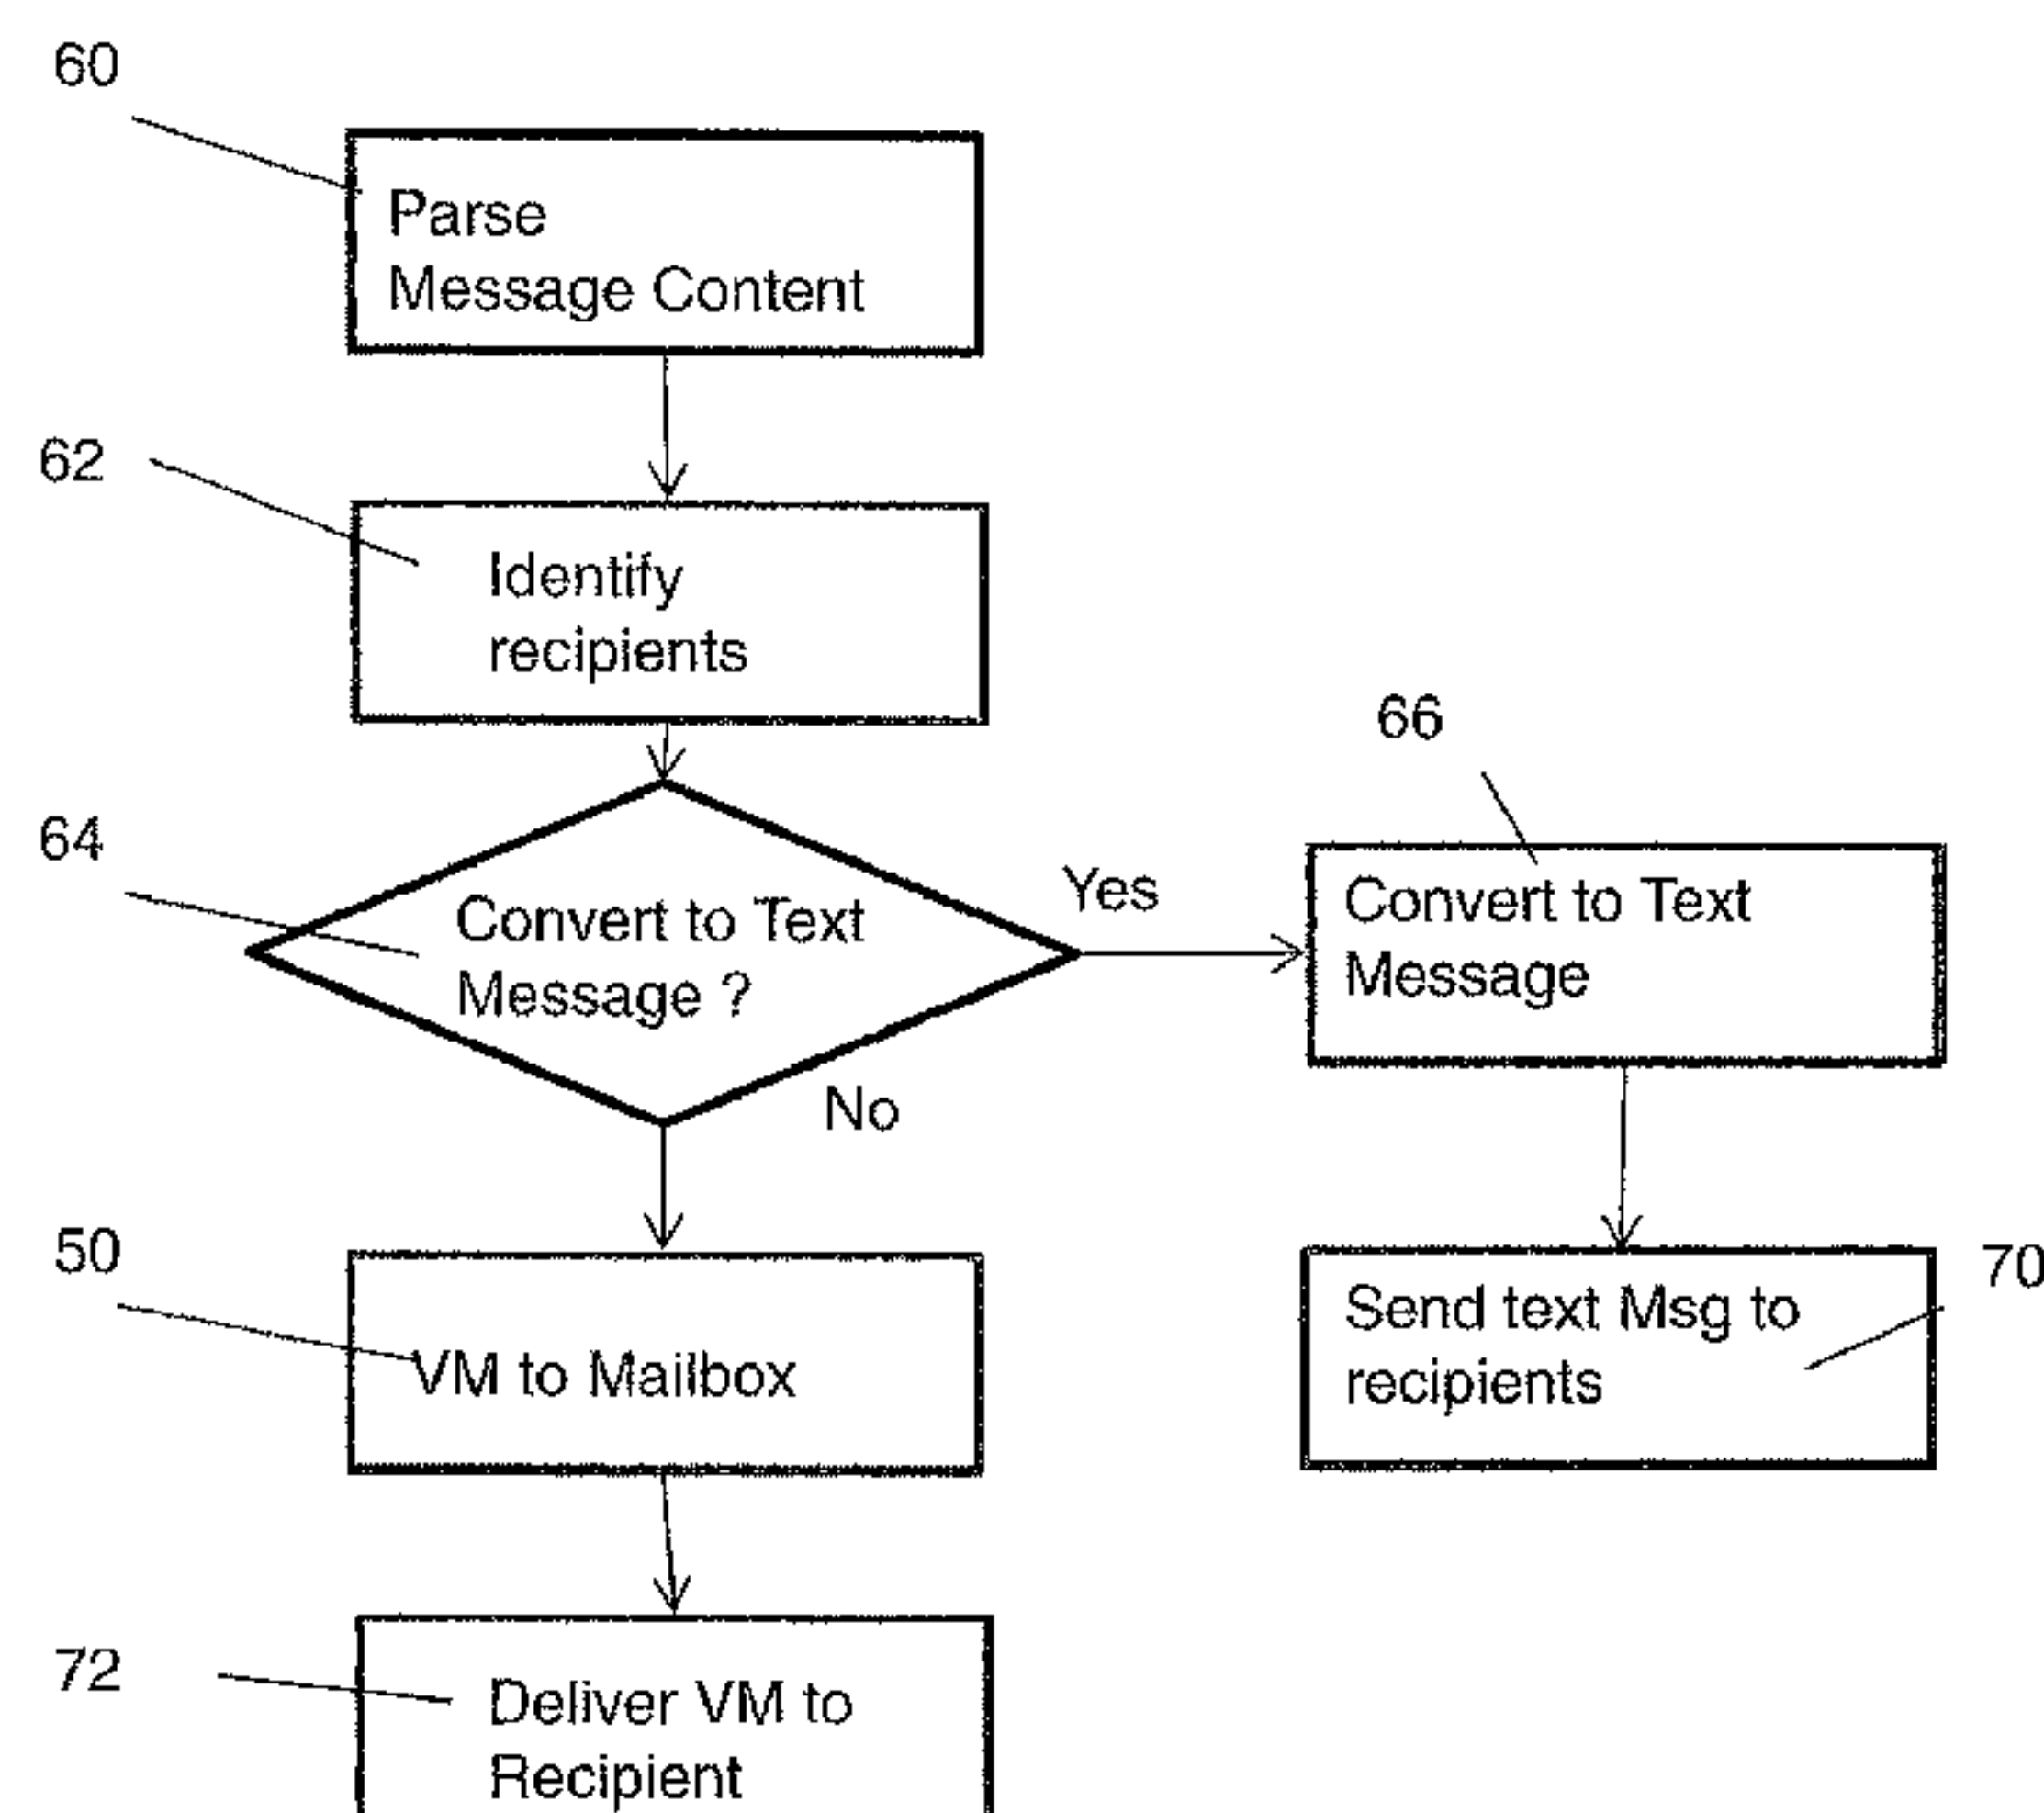 60
Parse
Message Content
62
Identify
recipients
64
Convert to Text
Message ?
Yes
66
Convert to Text
Message
No
50
VM to Mailbox
Send text Msg to
recipients
70
72
Deliver VM to
Recipient